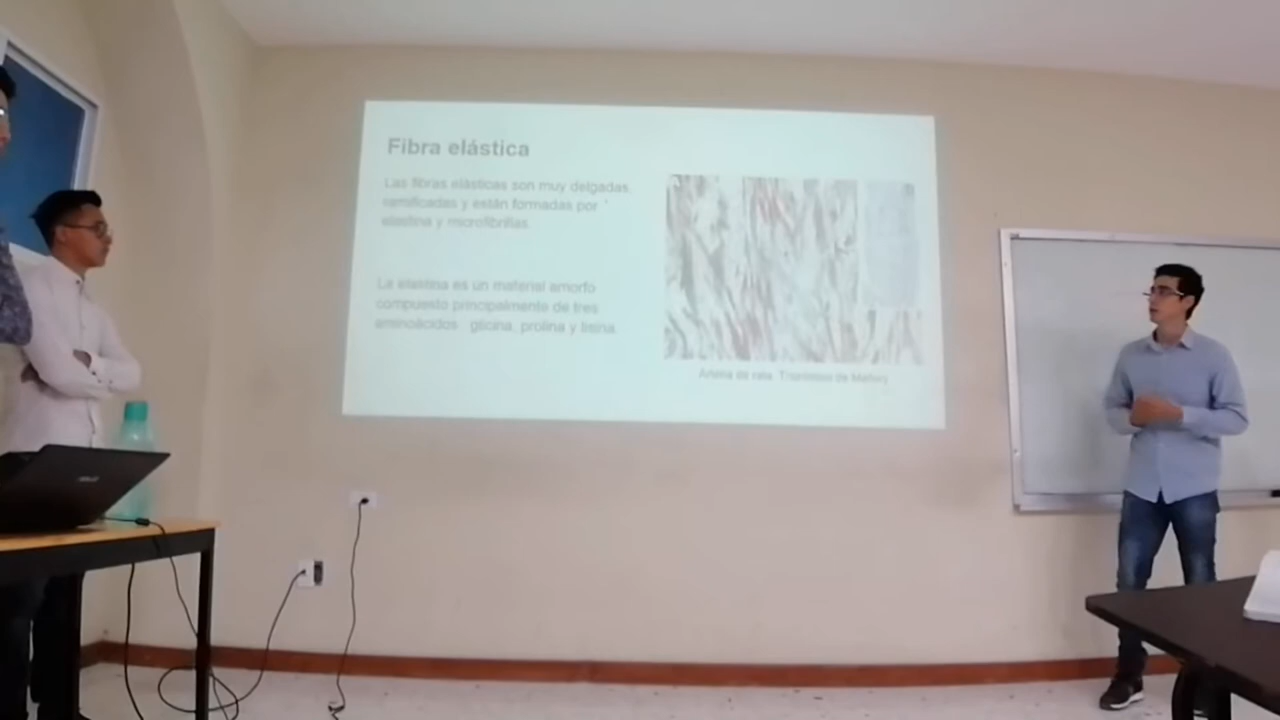 Fibra elástica
Las fibras elásticas son muy delgadas,
ramificadas y están formadas por
elastina y microfibrillas.
La elastina es un material amorfo
compuesto principalmente de tres
aminoácidos glicina, prolina y lisina.
Arteria de rata. Tricrómico de Mallory